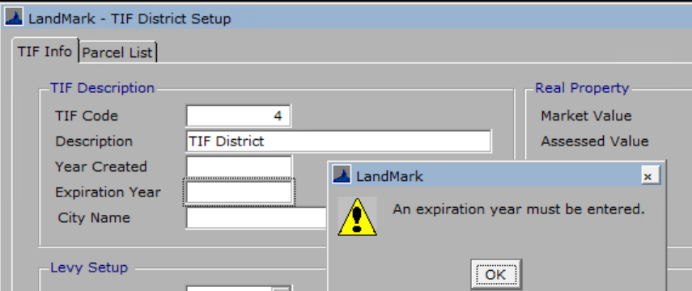 LandMark - TIF District Setup
TIF Info Parcel List
TIF Description
TIF Code 4
Description TIF District
Year Created
Expiration Year
City Name
Levy Setup
Real Property
Market Value
Assessed Value
LandMark
An expiration year must be entered.
OK